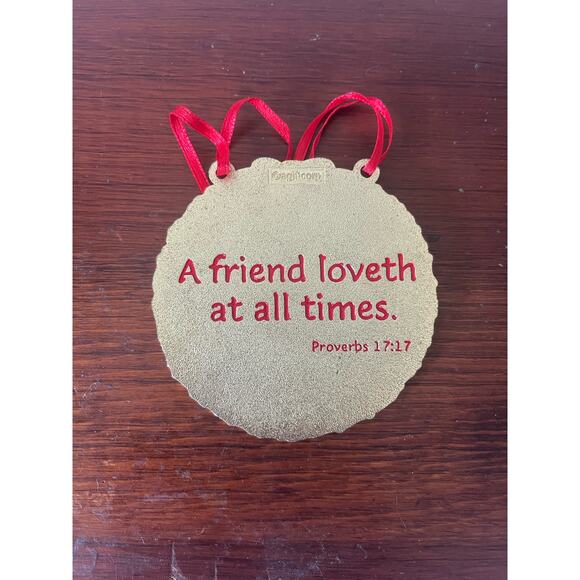 A friend loveth
at all times.
Proverbs 17:17